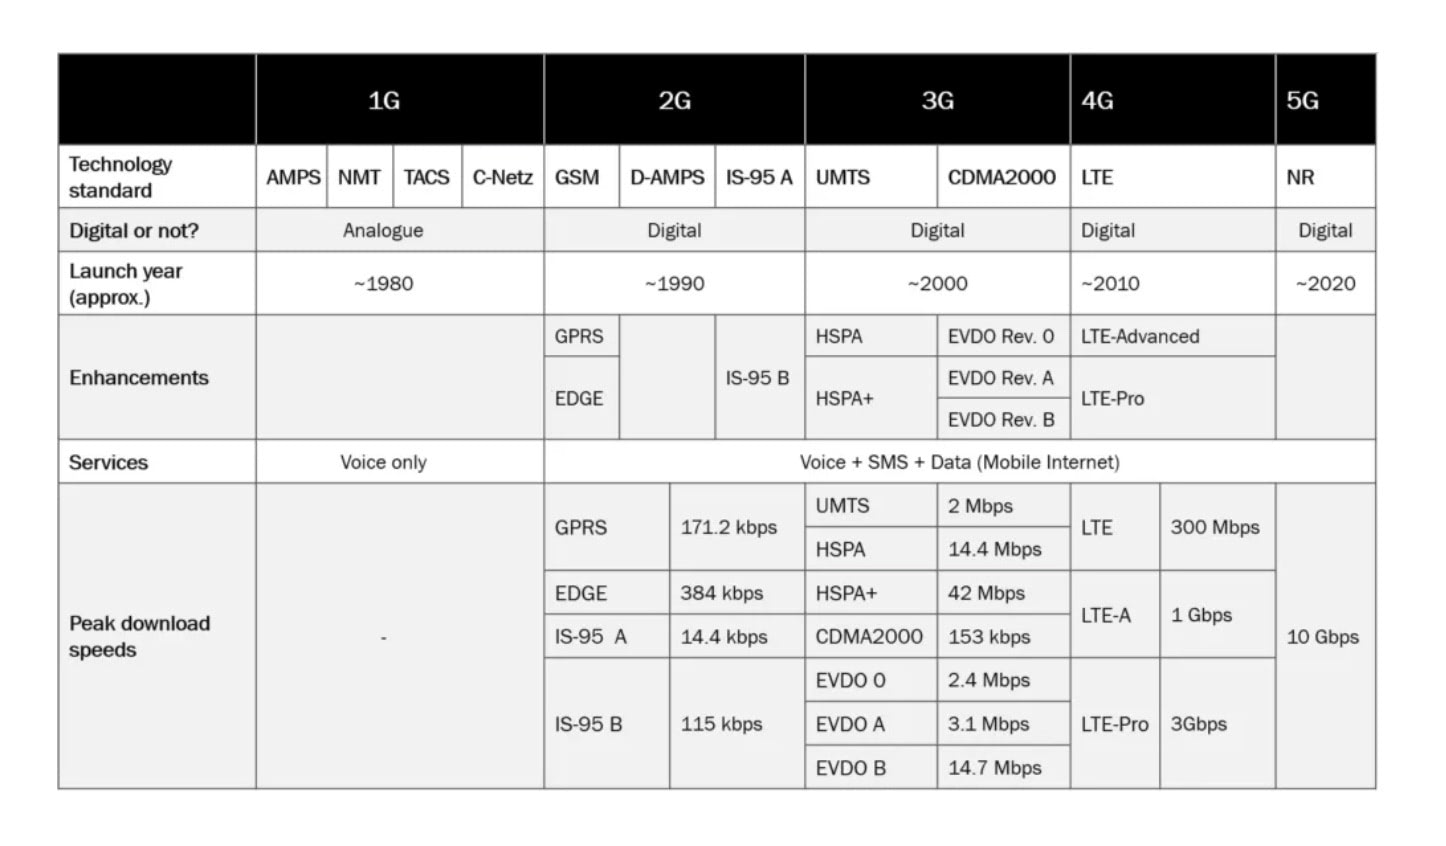 1G 2G 3G 4G 5G
Technology standard AMPS NMT TACS C-Netz GSM D-AMPS IS-95 A UMTS CDMA2000 LTE NR
Digital or not? Analogue Digital Digital Digital Digital
Launch year (approx.) ~1980 ~1990 ~2000 ~2010 ~2020
Enhancements
GPRS
EDGE
IS-95 B
HSPA
HSPA+
EVDO Rev. 0
EVDO Rev. A
EVDO Rev. B
LTE-Advanced
LTE-Pro
Services Voice only Voice + SMS + Data (Mobile Internet)
Peak download speeds
-
GPRS 171.2 kbps
EDGE 384 kbps
IS-95 A 14.4 kbps
IS-95 B 115 kbps
UMTS 2 Mbps
HSPA 14.4 Mbps
HSPA+ 42 Mbps
CDMA2000 153 kbps
EVDO 0 2.4 Mbps
EVDO A 3.1 Mbps
EVDO B 14.7 Mbps
LTE 300 Mbps
LTE-A 1 Gbps
LTE-Pro 3Gbps
10 Gbps